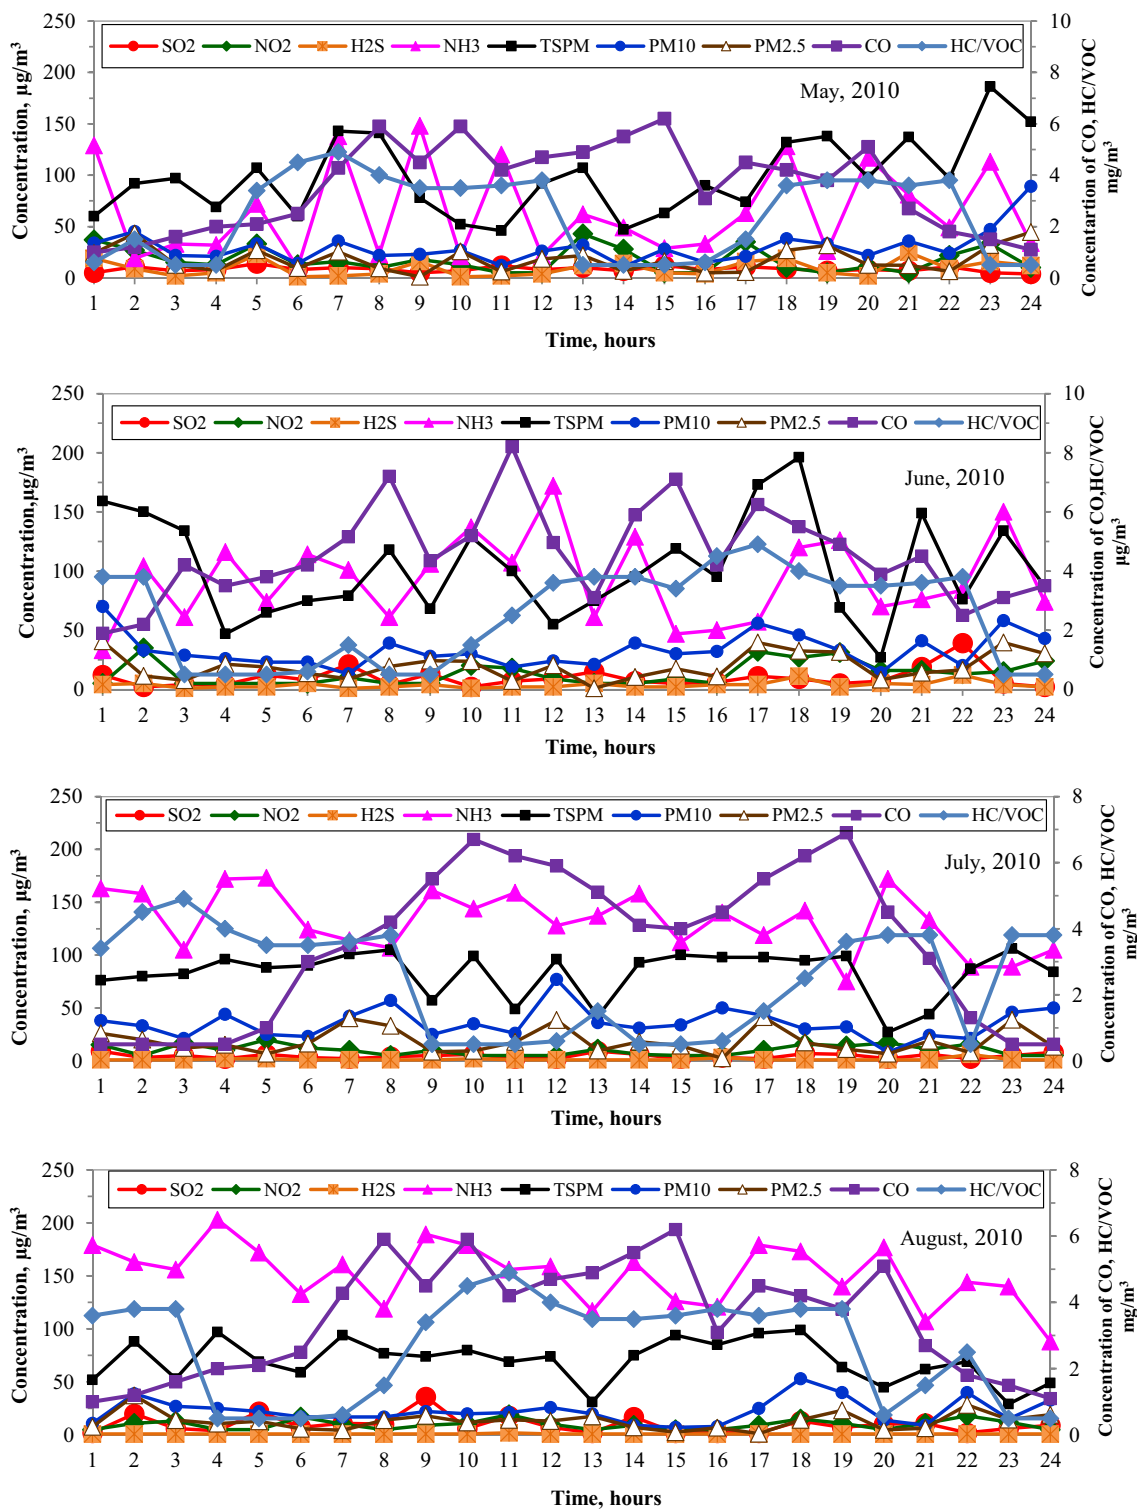 SO2 NO2 H2S NH3 TSPM PM10 PM2.5 CO HC/VOC
May, 2010
Concentration, µg/m³
250
200
150
100
50
0
10
8
6
4
2
0
Concentartion of CO, HC/VOC
mg/m³
1 2 3 4 5 6 7 8 9 10 11 12 13 14 15 16 17 18 19 20 21 22 23 24
Time, hours
SO2 NO2 H2S NH3 TSPM PM10 PM2.5 CO HC/VOC
June, 2010
Concentration,µg/m³
250
200
150
100
50
0
10
8
6
4
2
0
Concentration of CO,HC/VOC
µg/m³
1 2 3 4 5 6 7 8 9 10 11 12 13 14 15 16 17 18 19 20 21 22 23 24
Time, hours
SO2 NO2 H2S NH3 TSPM PM10 PM2.5 CO HC/VOC
July, 2010
Concentration, µg/m³
250
200
150
100
50
0
8
6
4
2
0
Concentration of CO, HC/VOC
mg/m³
1 2 3 4 5 6 7 8 9 10 11 12 13 14 15 16 17 18 19 20 21 22 23 24
Time, hours
SO2 NO2 H2S NH3 TSPM PM10 PM2.5 CO HC/VOC
August, 2010
Concentration, µg/m³
250
200
150
100
50
0
8
6
4
2
0
Concentration of CO, HC/VOC
mg/m³
1 2 3 4 5 6 7 8 9 10 11 12 13 14 15 16 17 18 19 20 21 22 23 24
Time, hours